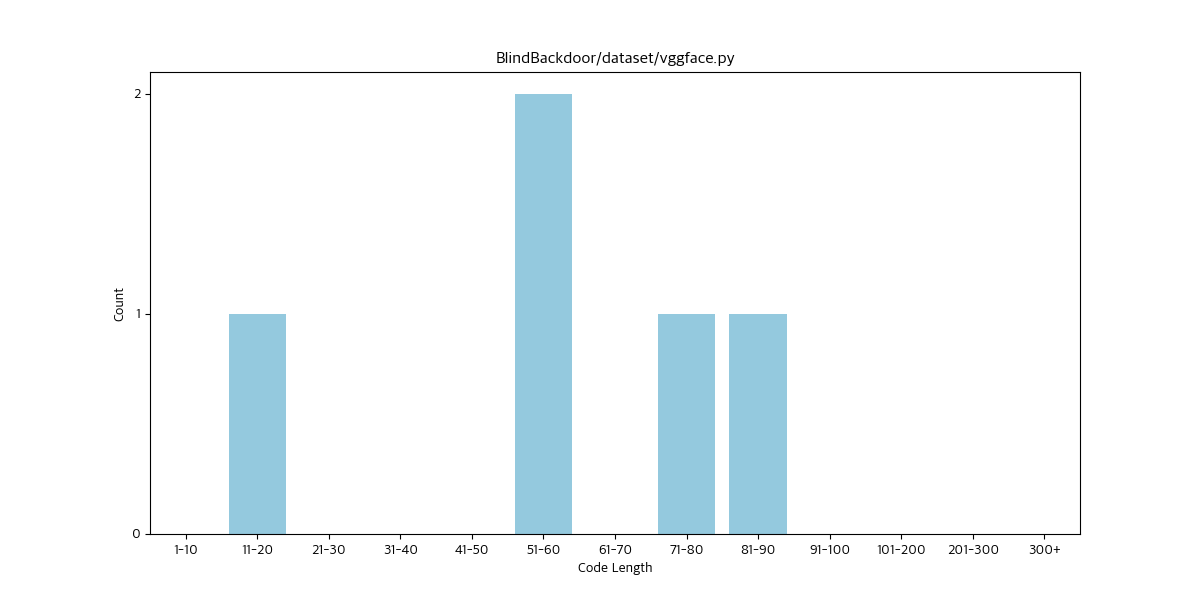 BlindBackdoor/dataset/vggface.py
2
1
0
Count
1-10 11-20 21-30 31-40 41-50 51-60 61-70 71-80 81-90 91-100 101-200 201-300 300+
Code Length